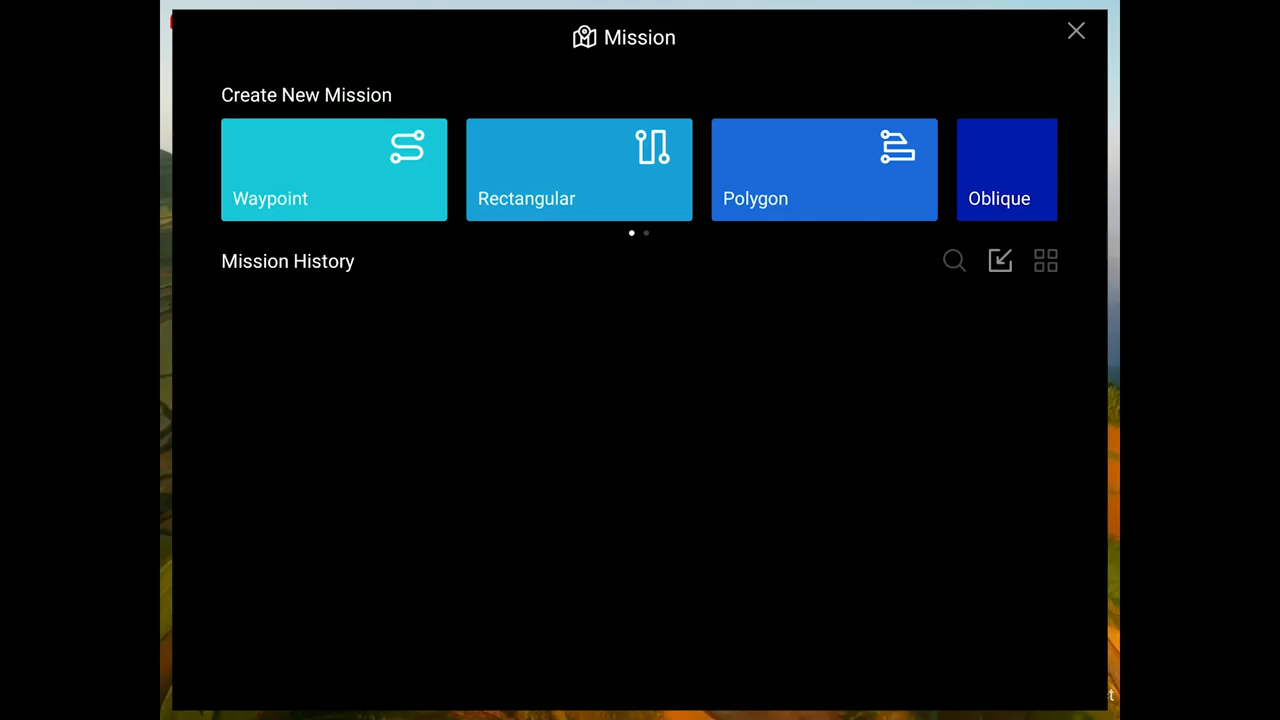 Mission
Create New Mission
Waypoint
Rectangular
Polygon
Oblique
Mission History